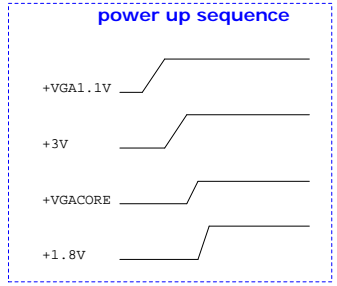 power up sequence
+VGA1.1V
+3V
+VGACORE
+1.8V